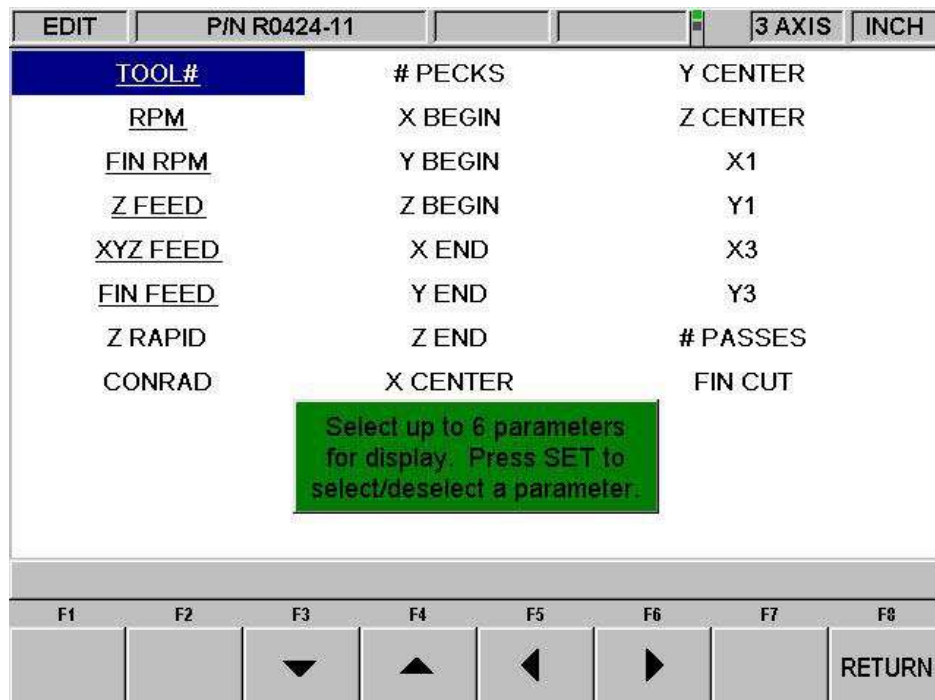 EDIT P/N R0424-11 3 AXIS INCH
TOOL# # PECKS Y CENTER
RPM X BEGIN Z CENTER
FIN RPM Y BEGIN X1
Z FEED Z BEGIN Y1
XYZ FEED X END X3
FIN FEED Y END Y3
Z RAPID Z END # PASSES
CONRAD X CENTER FIN CUT
Select up to 6 parameters
for display. Press SET to
select/deselect a parameter.
F1 F2 F3 F4 F5 F6 F7 F8
RETURN